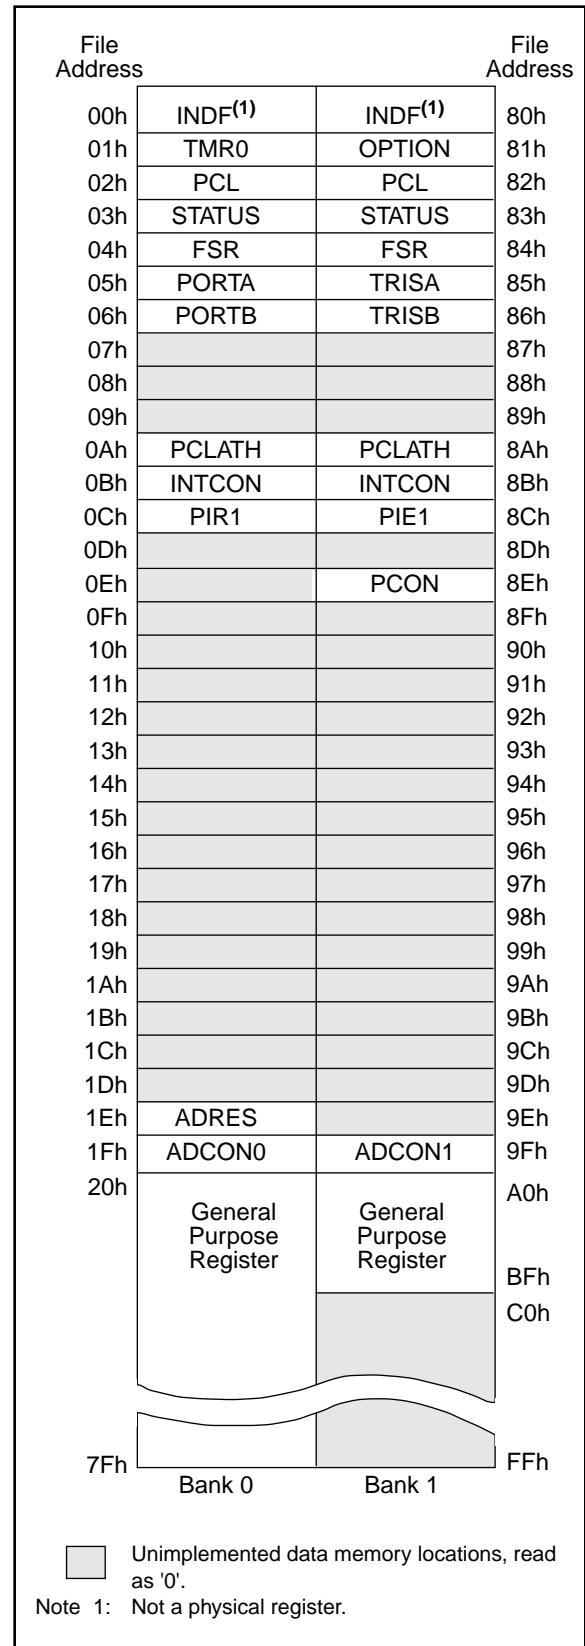 File Address File Address
00h INDF(1) INDF(1) 80h
01h TMR0 OPTION 81h
02h PCL PCL 82h
03h STATUS STATUS 83h
04h FSR FSR 84h
05h PORTA TRISA 85h
06h PORTB TRISB 86h
07h 87h
08h 88h
09h 89h
0Ah PCLATH PCLATH 8Ah
0Bh INTCON INTCON 8Bh
0Ch PIR1 PIE1 8Ch
0Dh 8Dh
0Eh PCON 8Eh
0Fh 8Fh
10h 90h
11h 91h
12h 92h
13h 93h
14h 94h
15h 95h
16h 96h
17h 97h
18h 98h
19h 99h
1Ah 9Ah
1Bh 9Bh
1Ch 9Ch
1Dh 9Dh
1Eh ADRES 9Eh
1Fh ADCON0 ADCON1 9Fh
20h A0h
General General
Purpose Purpose
Register Register
BFh
C0h
7Fh FFh
Bank 0 Bank 1
Unimplemented data memory locations, read
as '0'.
Note 1: Not a physical register.